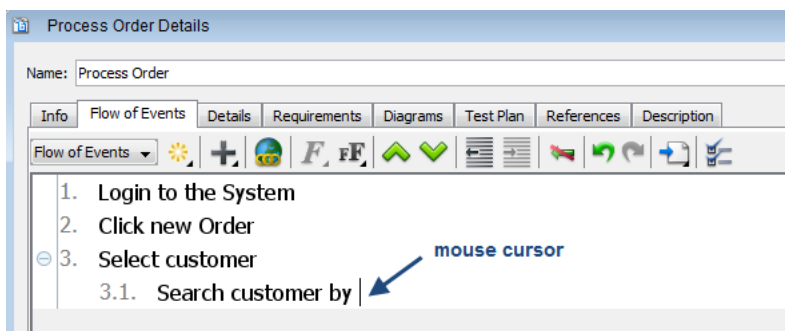 Process Order Details
Name: Process Order
Info Flow of Events Details Requirements Diagrams Test Plan References Description
Flow of Events F FF
1. Login to the System
2. Click new Order
3. Select customer
mouse cursor
3.1. Search customer by